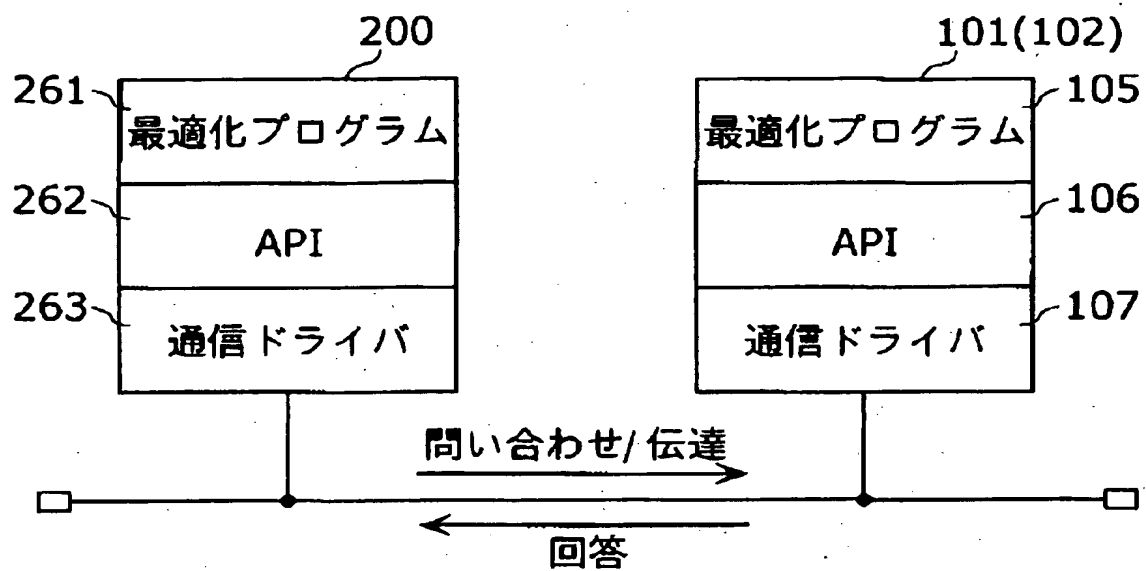 200 101(102)
261 最適化プログラム 最適化プログラム 105
262 API API 106
263 通信ドライバ 通信ドライバ 107
問い合わせ/伝達
回答